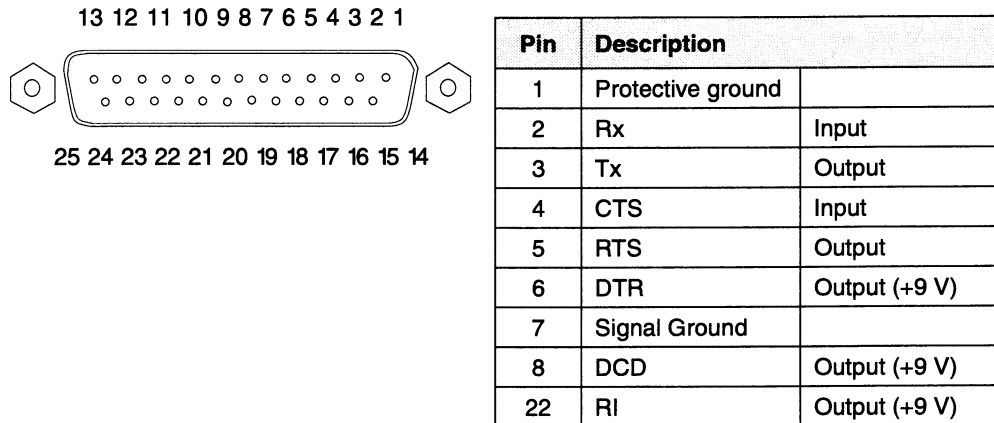 13 12 11 10 9 8 7 6 5 4 3 2 1
25 24 23 22 21 20 19 18 17 16 15 14
Pin Description
1 Protective ground
2 Rx Input
3 Tx Output
4 CTS Input
5 RTS Output
6 DTR Output (+9 V)
7 Signal Ground
8 DCD Output (+9 V)
22 RI Output (+9 V)